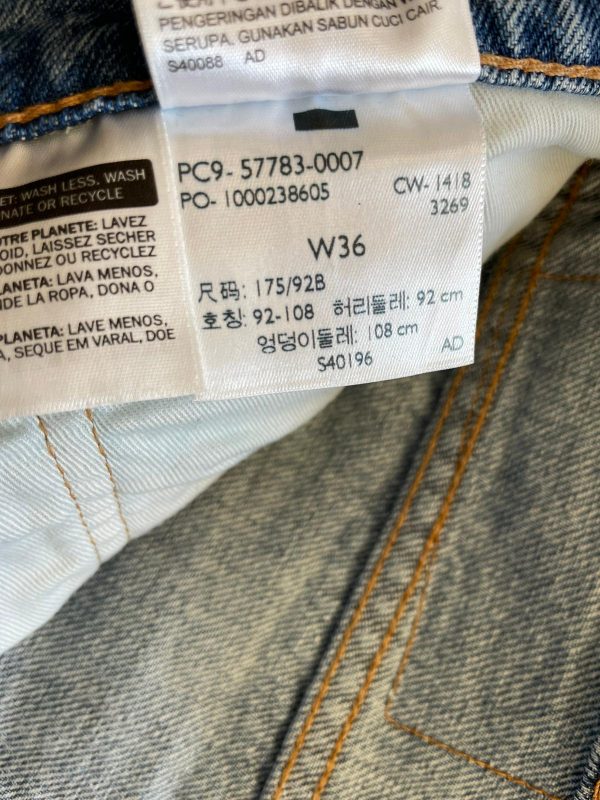 PENGERINGAN DIBALIK DENGAN
SERUPA. GUNAKAN SABUN CUCI CAIR.
S40088 AD
PC9- 57783-0007
PO- 1000238605
CW- 1418
3269
W36
尺码: 175/92B
호칭: 92-108 허리둘레: 92 cm
엉덩이둘레: 108 cm
S40196
AD
ET: WASH LESS, WASH
NATE OR RECYCLE
OTRE PLANETE: LAVEZ
OID, LAISSEZ SECHER
DONNEZ OU RECYCLEZ
LANETA: LAVA MENOS,
DE LA ROPA, DONA O
PLANETA: LAVE MENOS,
A, SEQUE EM VARAL, DOE